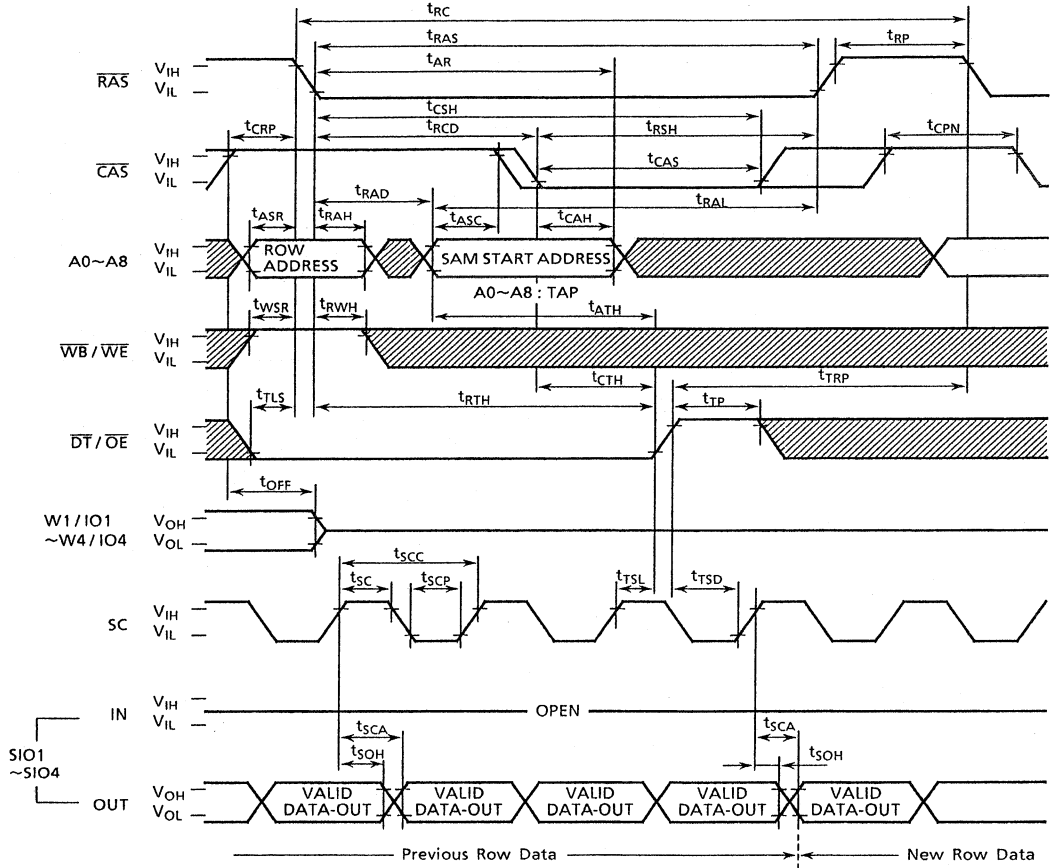 tRC
tRAS
tRP
tAR
RAS VIH
VIL
tCSH
tCRP tRCD tRSH tCPN
CAS VIH
VIL
tCAS
tRAD tRAL
tASR tRAH tASC tCAH
A0~A8 VIH
VIL
ROW ADDRESS
SAM START ADDRESS
A0~A8 : TAP
tWSR tRWH tATH
WB / WE VIH
VIL
tCTH tTRP
tTLS tRTH tTP
DT / OE VIH
VIL
tOFF
W1 / IO1 ~W4 / IO4 VOH
VOL
tSCC
tSC tSCP tTSL tTSD
SC VIH
VIL
IN VIH
VIL
OPEN
tSCA tSCA
tSOH tSOH
SIO1
~SIO4
OUT VOH
VOL
VALID DATA-OUT
VALID DATA-OUT
VALID DATA-OUT
VALID DATA-OUT
VALID DATA-OUT
Previous Row Data New Row Data